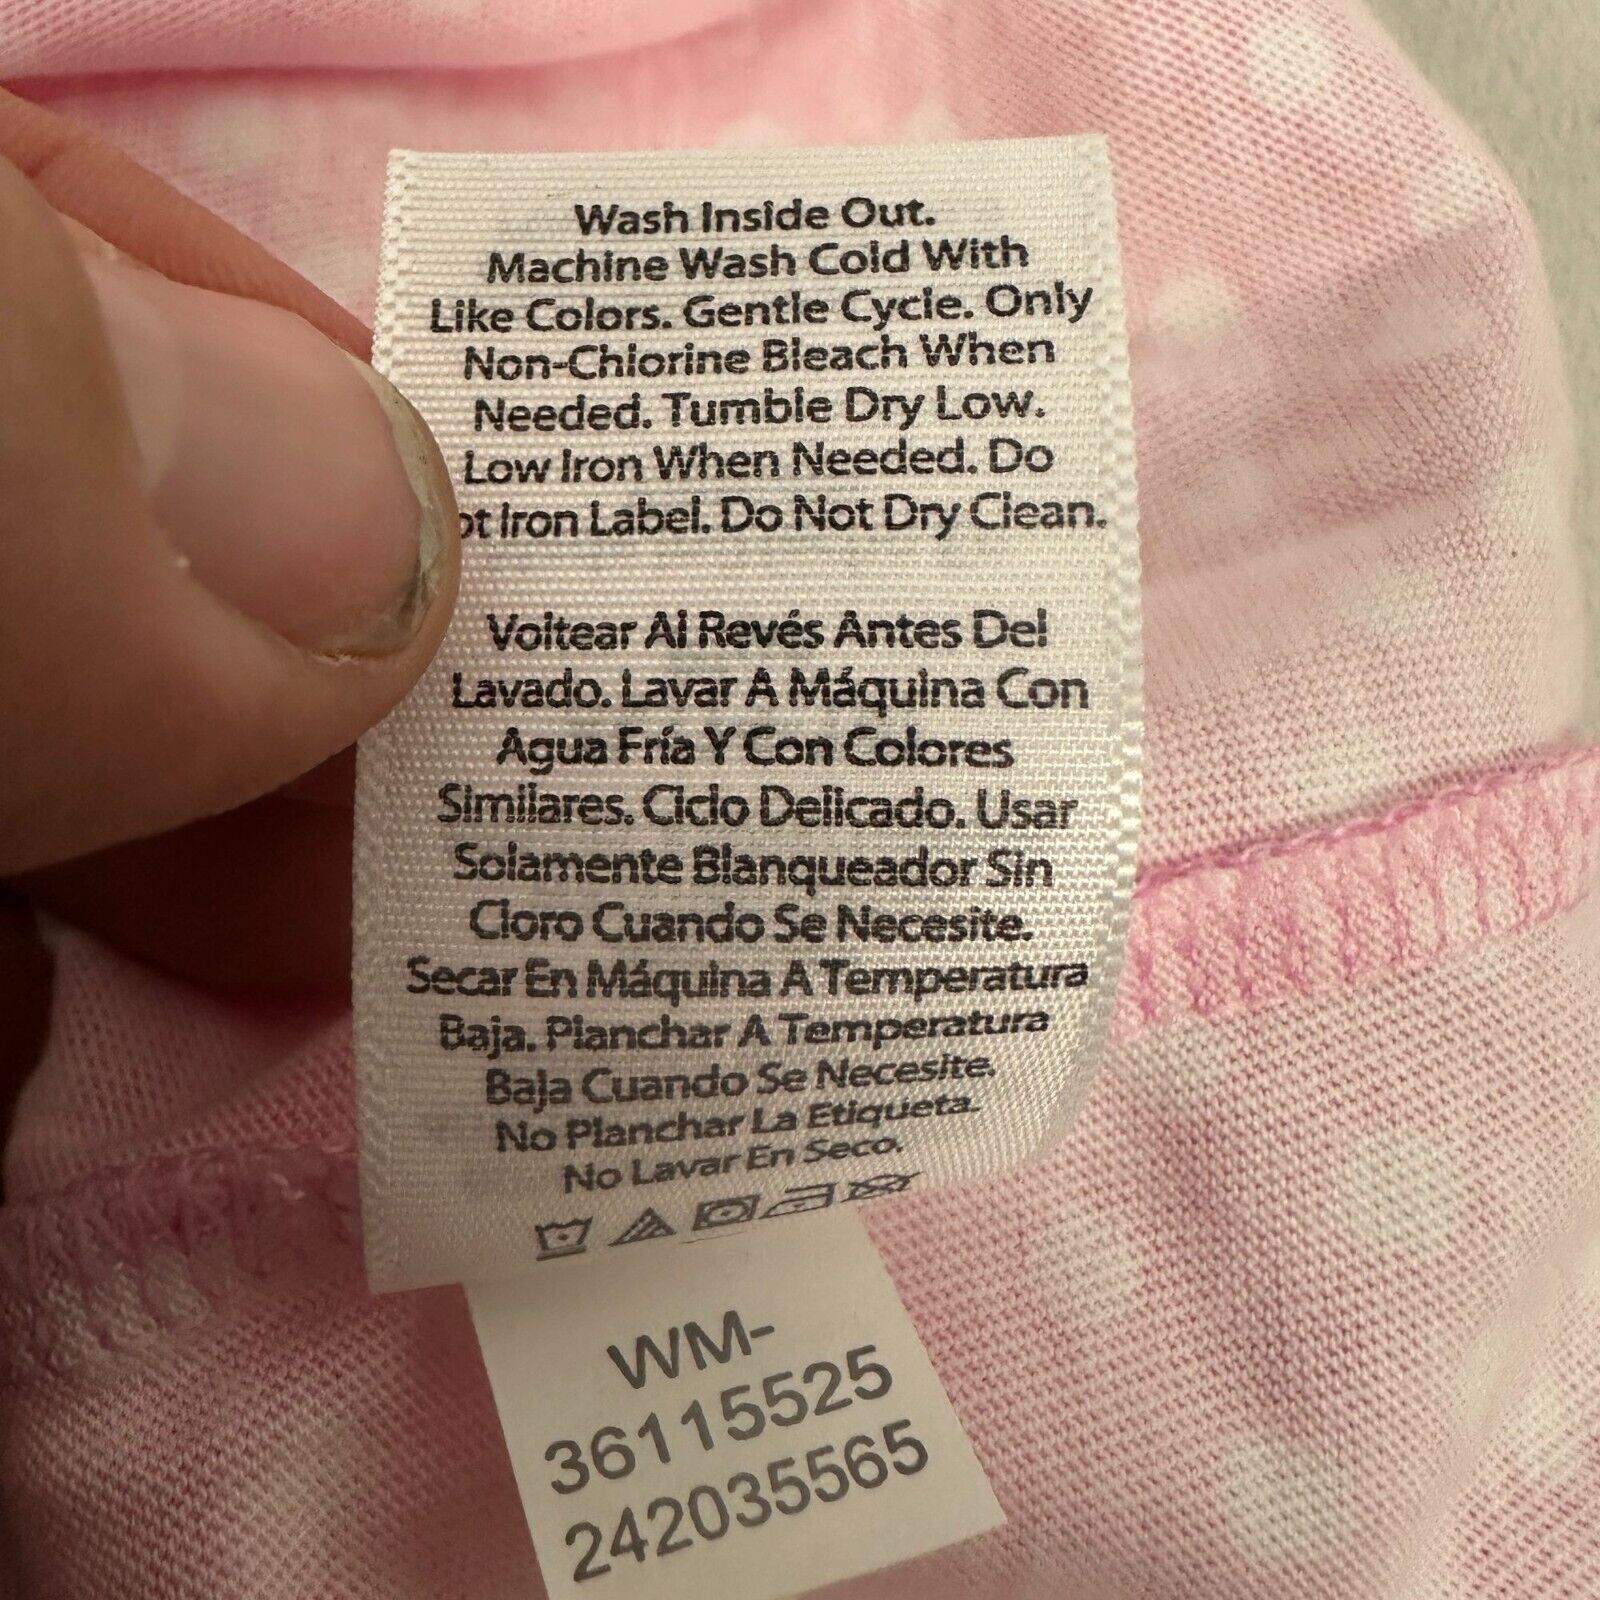 Wash Inside Out.
Machine Wash Cold With
Like Colors. Gentle Cycle. Only
Non-Chlorine Bleach When
Needed. Tumble Dry Low.
Low Iron When Needed. Do
ot Iron Label. Do Not Dry Clean.
Voltear Al Revés Antes Del
Lavado. Lavar A Máquina Con
Agua Fría Y Con Colores
Similares. Ciclo Delicado. Usar
Solamente Blanqueador Sin
Cloro Cuando Se Necesite.
Secar En Máquina A Temperatura
Baja. Planchar A Temperatura
Baja Cuando Se Necesite.
No Planchar La Etiqueta.
No Lavar En Seco.
WM-
36115525
242035565